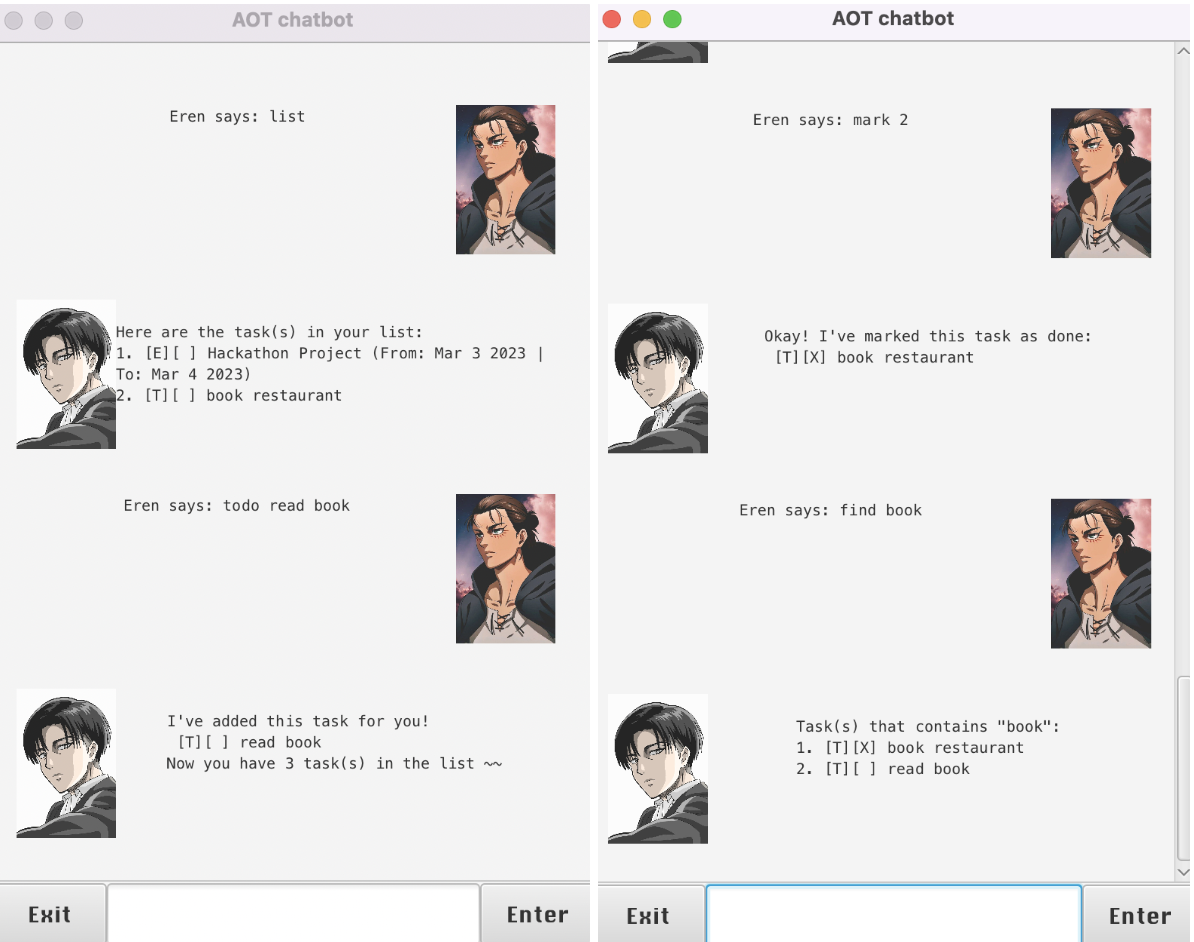 AOT chatbot
Eren says: list
Here are the task(s) in your list:
1. [E][ ] Hackathon Project (From: Mar 3 2023 |
To: Mar 4 2023)
2. [T][ ] book restaurant
Eren says: todo read book
I've added this task for you!
[T][ ] read book
Now you have 3 task(s) in the list ~~
Exit
Enter
AOT chatbot
Eren says: mark 2
Okay! I've marked this task as done:
[T][X] book restaurant
Eren says: find book
Task(s) that contains "book":
1. [T][X] book restaurant
2. [T][ ] read book
Exit
Enter